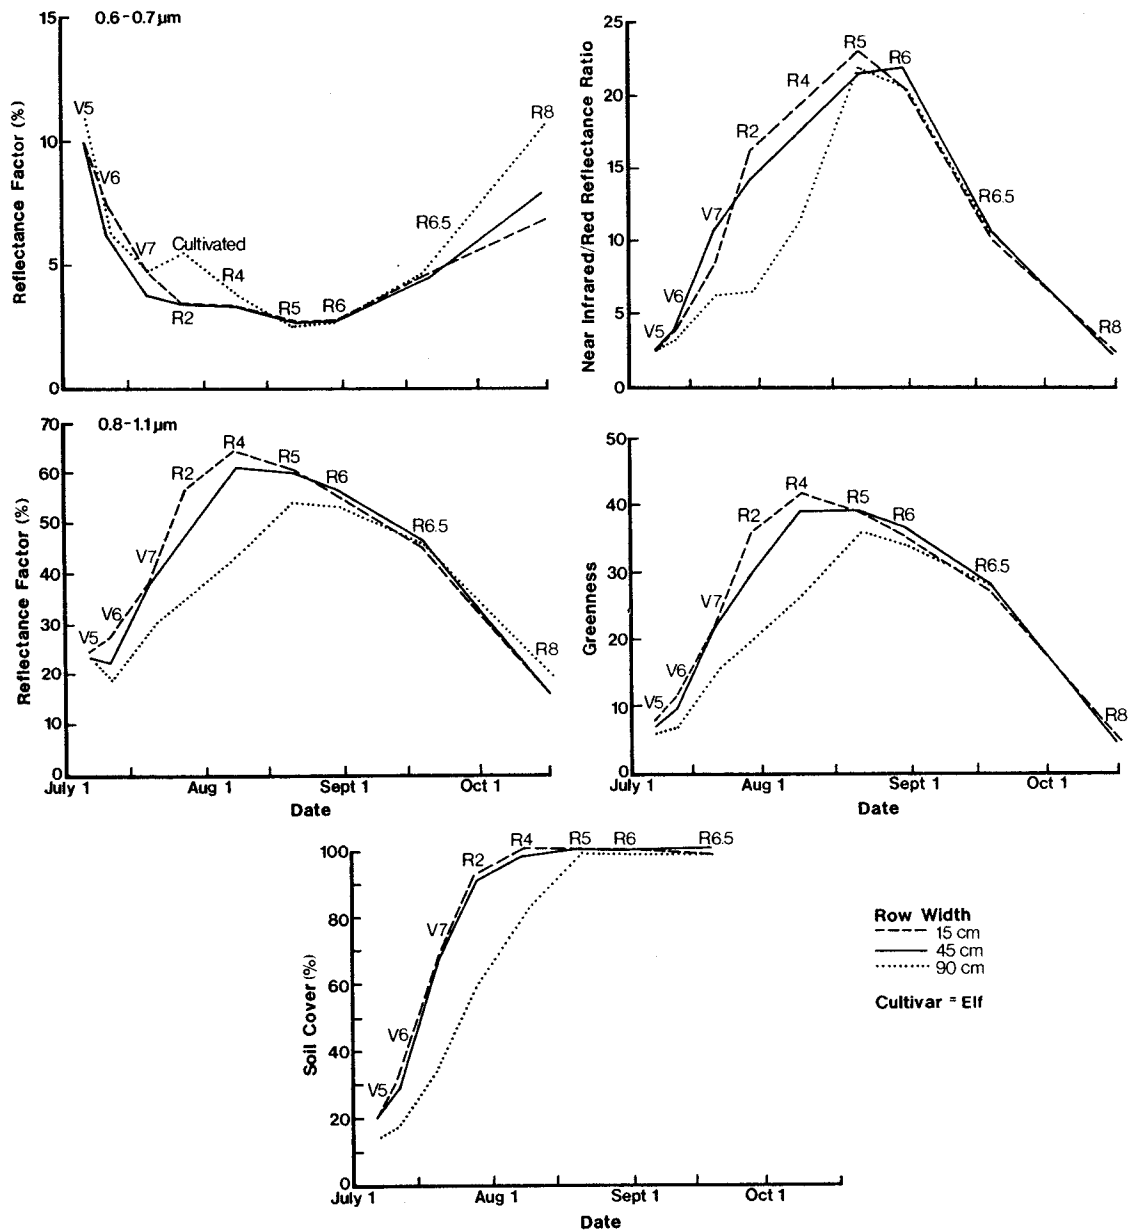 0.6-0.7µm
Reflectance Factor (%)
15
10
5
0
V5
V6
V7
Cultivated
R2
R4
R5
R6
R6.5
R8
Near Infrared/Red Reflectance Ratio
25
20
15
10
5
0
V5
V6
V7
R2
R4
R5
R6
R6.5
R8
0.8-1.1µm
Reflectance Factor (%)
70
60
50
40
30
20
10
0
V5
V6
V7
R2
R4
R5
R6
R6.5
R8
July 1 Aug 1 Sept 1 Oct 1
Date
Greenness
50
40
30
20
10
0
V5
V6
V7
R2
R4
R5
R6
R6.5
R8
July 1 Aug 1 Sept 1 Oct 1
Date
Soil Cover (%)
100
80
60
40
20
0
V5
V6
V7
R2
R4
R5
R6
R6.5
July 1 Aug 1 Sept 1 Oct 1
Date
Row Width
15 cm
45 cm
90 cm
Cultivar = Elf